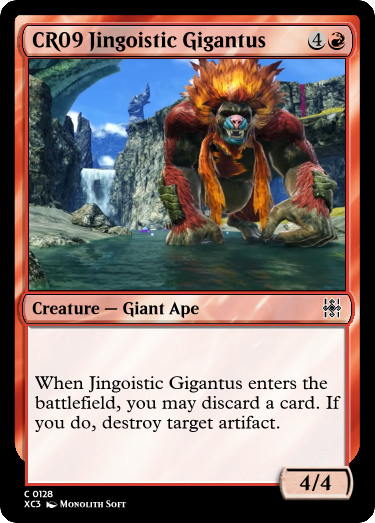 CR09 Jingoistic Gigantus 4
Creature — Giant Ape
When Jingoistic Gigantus enters the
battlefield, you may discard a card. If
you do, destroy target artifact.
4/4
C 0128
XC3 Monolith Soft